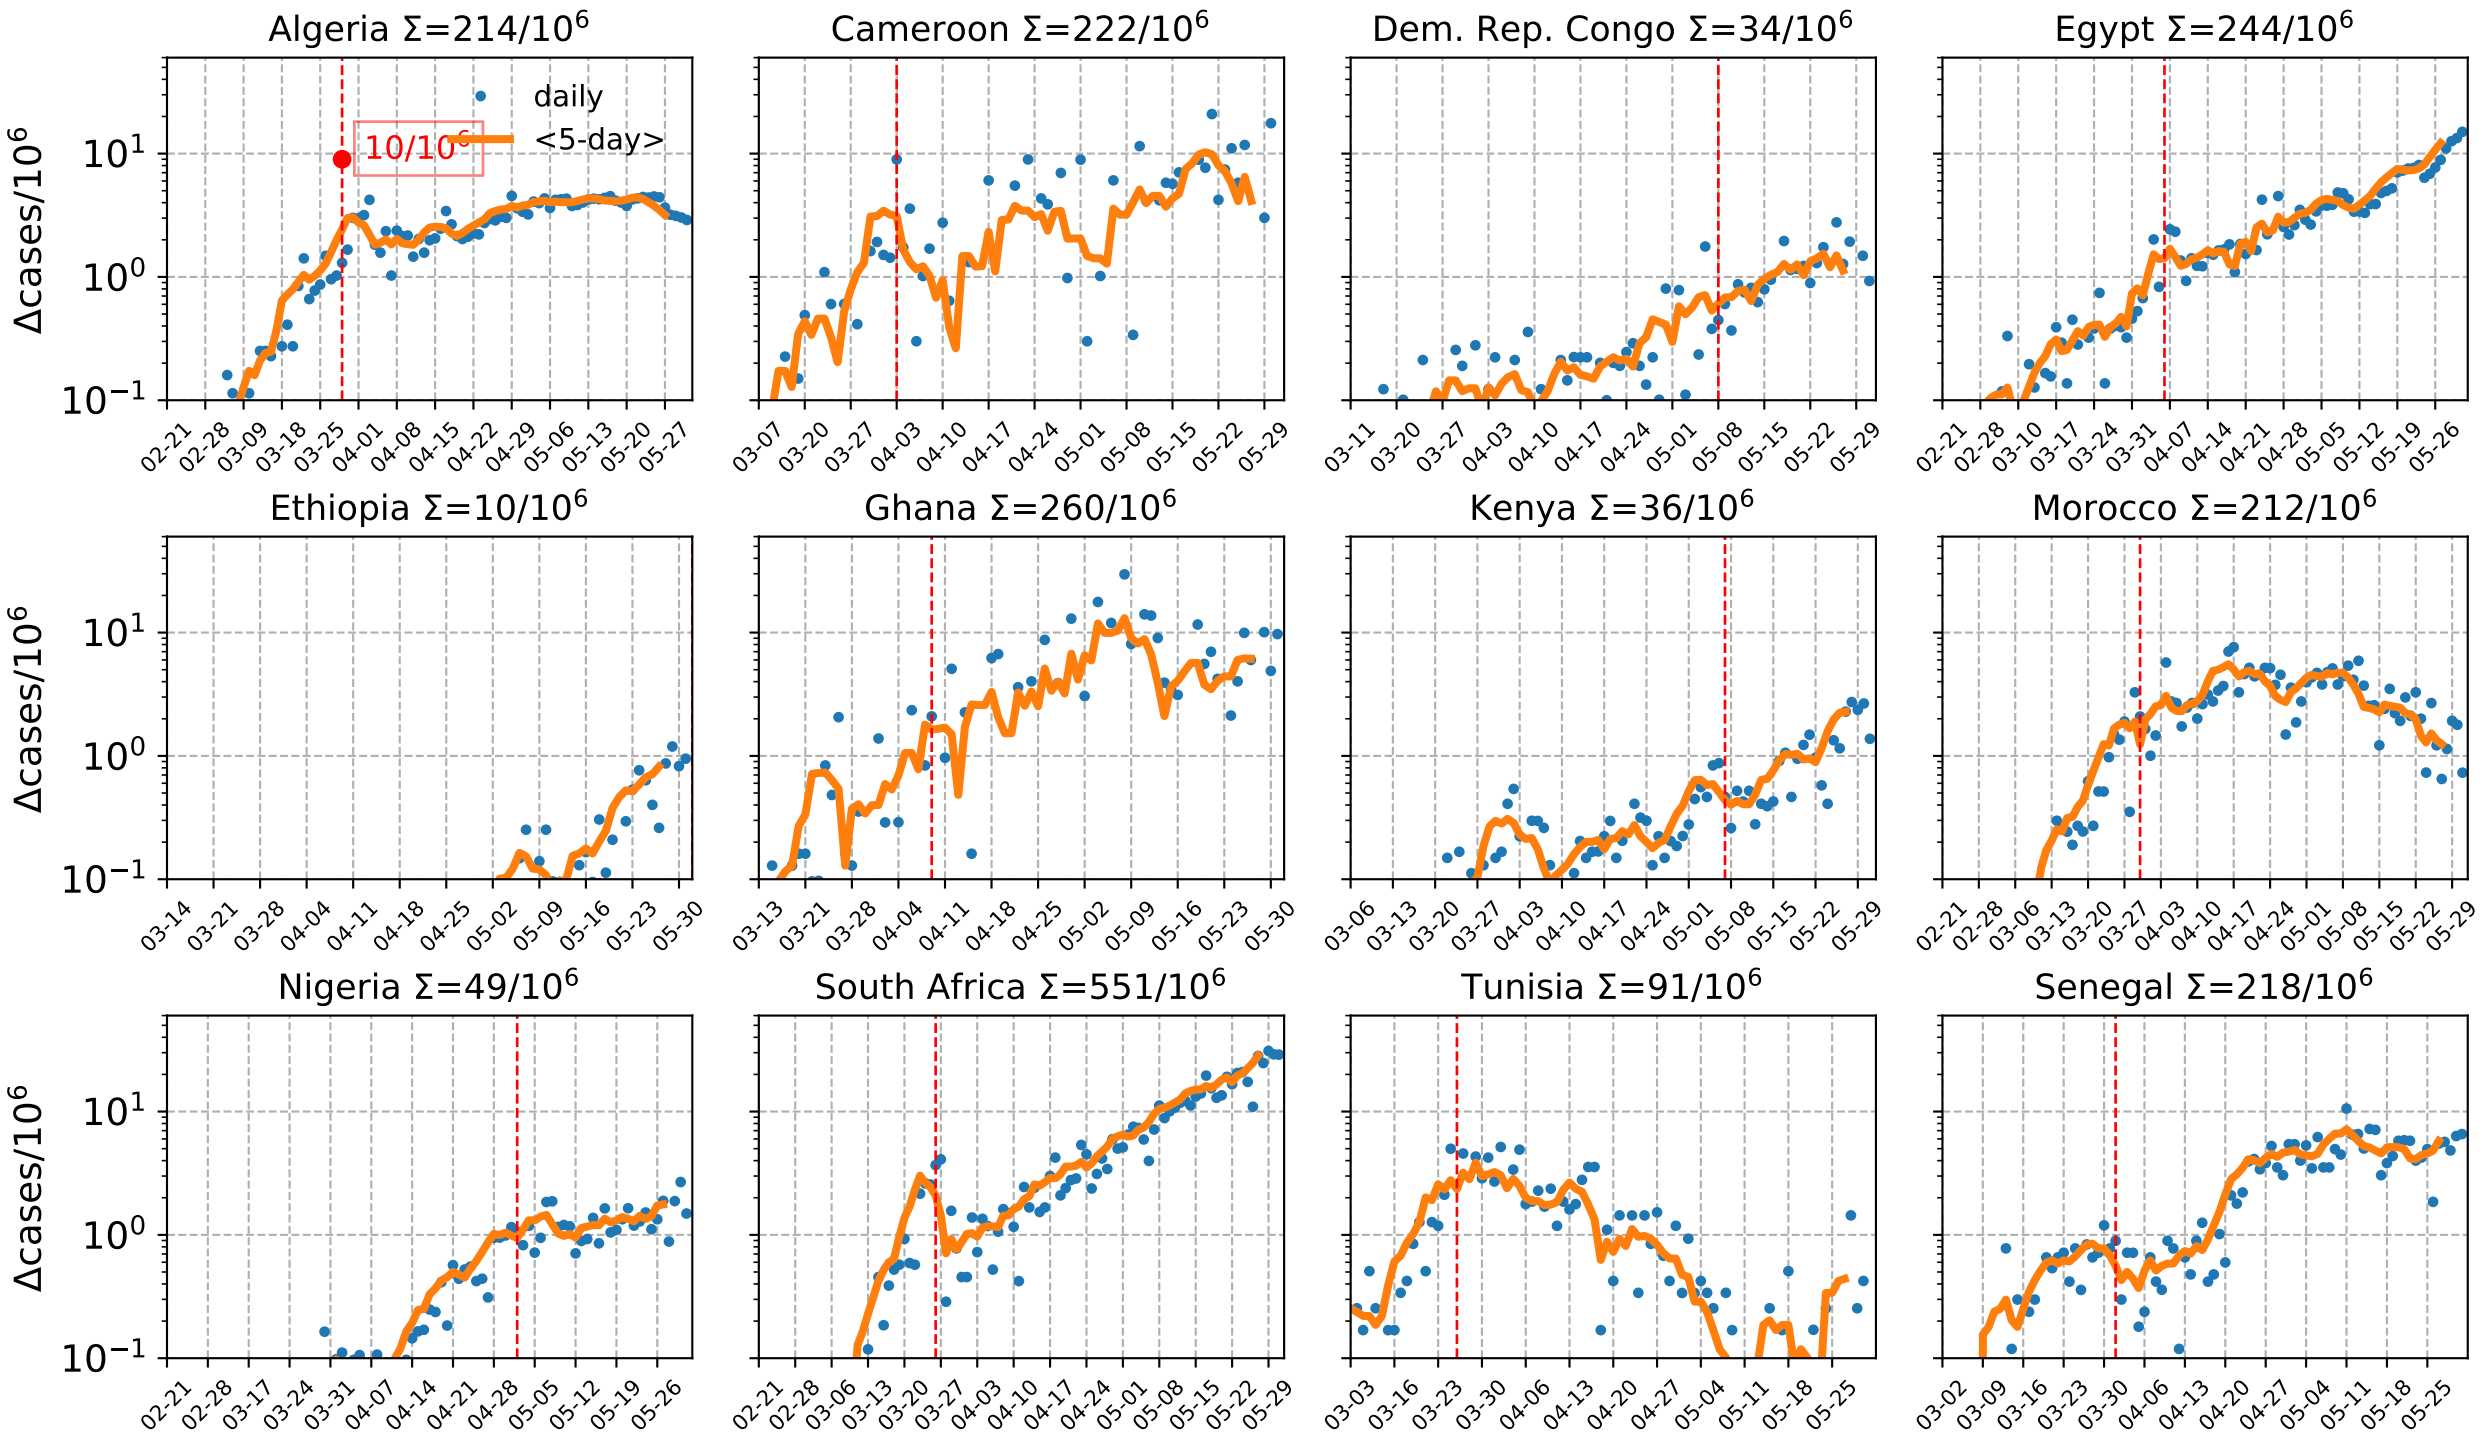 Algeria Σ=214/10⁶
Cameroon Σ=222/10⁶
Dem. Rep. Congo Σ=34/10⁶
Egypt Σ=244/10⁶
Δcases/10⁶
10¹
10⁰
10⁻¹
daily
<5-day>
10/10⁶
02-21 02-28 03-09 03-18 03-25 04-01 04-08 04-15 04-22 04-29 05-06 05-13 05-20 05-27
03-07 03-20 03-27 04-03 04-10 04-17 04-24 05-01 05-08 05-15 05-22 05-29
03-11 03-20 03-27 04-03 04-10 04-17 04-24 05-01 05-08 05-15 05-22 05-29
02-21 02-28 03-10 03-17 03-24 03-31 04-07 04-14 04-21 04-28 05-05 05-12 05-19 05-26
Ethiopia Σ=10/10⁶
Ghana Σ=260/10⁶
Kenya Σ=36/10⁶
Morocco Σ=212/10⁶
Δcases/10⁶
10¹
10⁰
10⁻¹
03-14 03-21 03-28 04-04 04-11 04-18 04-25 05-02 05-09 05-16 05-23 05-30
03-13 03-21 03-28 04-04 04-11 04-18 04-25 05-02 05-09 05-16 05-23 05-30
03-06 03-13 03-20 03-27 04-03 04-10 04-17 04-24 05-01 05-08 05-15 05-22 05-29
02-21 02-28 03-06 03-13 03-20 03-27 04-03 04-10 04-17 04-24 05-01 05-08 05-15 05-22 05-29
Nigeria Σ=49/10⁶
South Africa Σ=551/10⁶
Tunisia Σ=91/10⁶
Senegal Σ=218/10⁶
Δcases/10⁶
10¹
10⁰
10⁻¹
02-21 02-28 03-17 03-24 03-31 04-07 04-14 04-21 04-28 05-05 05-12 05-19 05-26
02-21 02-28 03-06 03-13 03-20 03-27 04-03 04-10 04-17 04-24 05-01 05-08 05-15 05-22 05-29
03-03 03-16 03-23 03-30 04-06 04-13 04-20 04-27 05-04 05-11 05-18 05-25
03-02 03-09 03-16 03-23 03-30 04-06 04-13 04-20 04-27 05-04 05-11 05-18 05-25